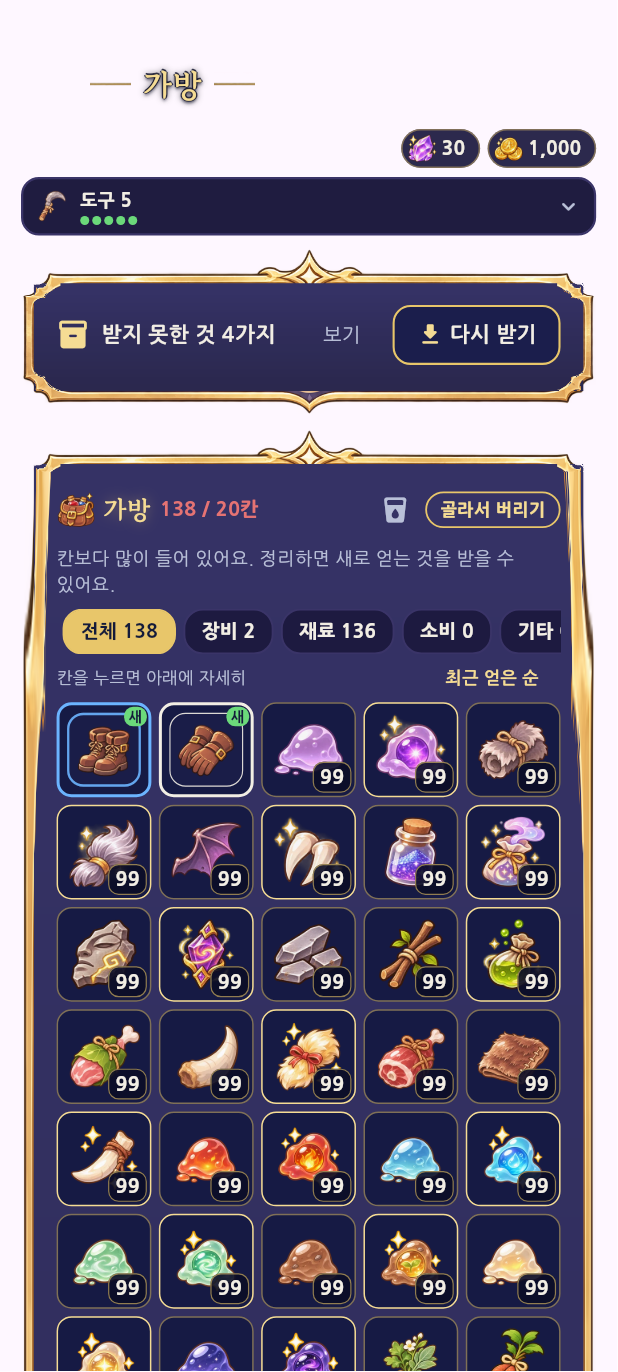 가방
30
1,000
도구 5
받지 못한 것 4가지
보기
다시 받기
가방 138 / 20칸
골라서 버리기
칸보다 많이 들어 있어요. 정리하면 새로 얻는 것을 받을 수
있어요.
전체 138
장비 2
재료 136
소비 0
기타
칸을 누르면 아래에 자세히
최근 얻은 순
새 새 99 99 99
99 99 99 99 99
99 99 99 99 99
99 99 99 99 99
99 99 99 99 99
99 99 99 99 99